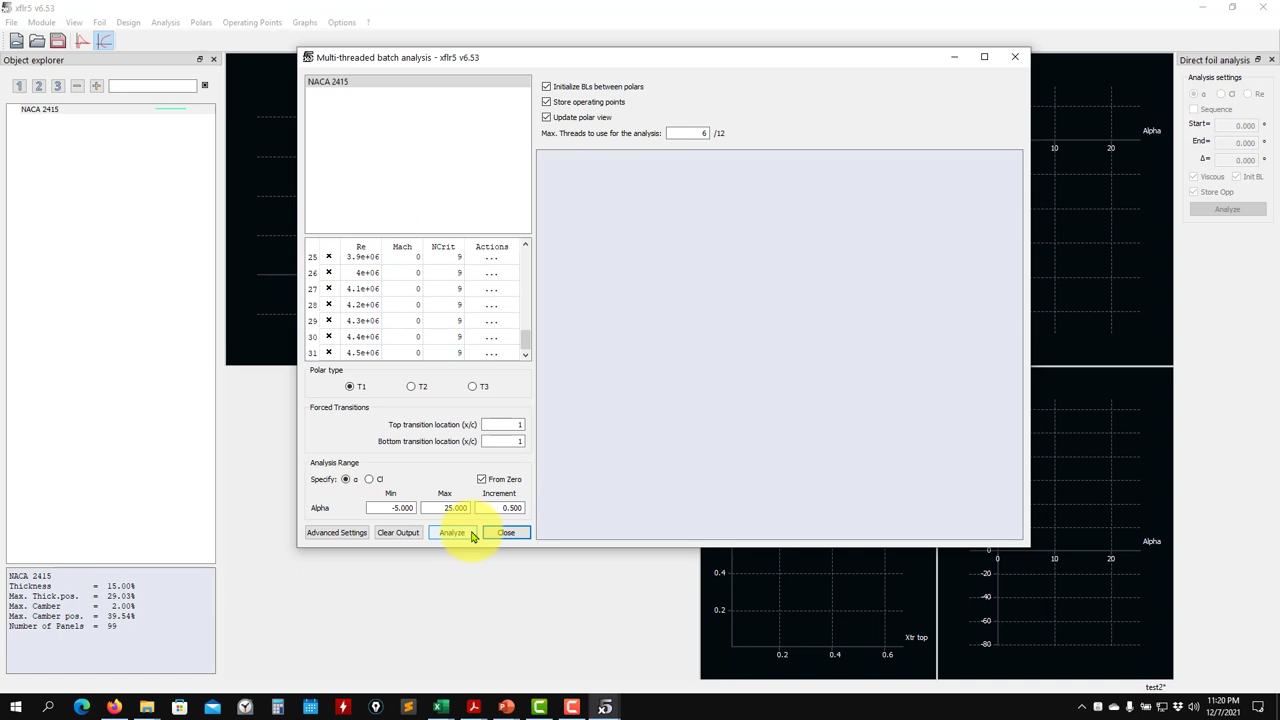 xflr5 v6.53
File Module View Foil Design Analysis Polars Operating Points Graphs Options ?
Object explorer
1 2 3
NACA 2415
Multi-threaded batch analysis - xflr5 v6.53
NACA 2415
Initialize BLs between polars
Store operating points
Update polar view
Max. Threads to use for the analysis: 6 /12
Re Mach NCrit Actions
25 3.9e+06 0 9 ...
26 4e+06 0 9 ...
27 4.1e+06 0 9 ...
28 4.2e+06 0 9 ...
29 4.3e+06 0 9 ...
30 4.4e+06 0 9 ...
31 4.5e+06 0 9 ...
Polar type
T1 T2 T3
Forced Transitions
Top transition location (x/c) 1
Bottom transition location (x/c) 1
Analysis Range
Specify: α Cl From Zero
Min Max Increment
Alpha -5.000 25.000 0.500
Advanced Settings Clear Output Analyze Close
NACA 2415
Thickness = 15.00%
Max. Thick.pos. = 29.03%
Max. Camber = 2.00%
Max. Camber pos. = 39.54%
Number of Panels = 99
Alpha
10 20
0.4
0.2
0.2 0.4 0.6
Xtr top
Alpha
0 10 20
0
-20
-40
-60
-80
Direct foil analysis
Analysis settings
α Cl Re
Sequence
Start= 0.000 °
End= 0.000 °
Δ= 0.000 °
Viscous Init BL
Store Opp
Analyze
test2*
11:20 PM
12/7/2021